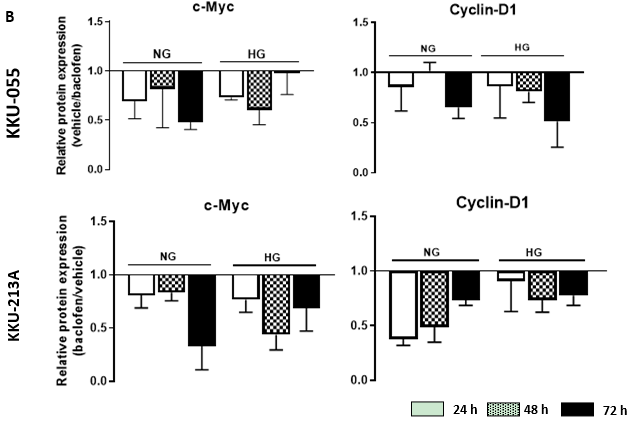 B
c-Myc
Cyclin-D1
KKU-055
Relative protein expression
(vehicle/baclofen)
1.5
1.0
0.5
0.0
NG
HG
1.5
1.0
0.5
0.0
NG
HG
c-Myc
Cyclin-D1
KKU-213A
Relative protein expression
(baclofen/vehicle)
1.5
1.0
0.5
0.0
NG
HG
1.5
1.0
0.5
0.0
NG
HG
24 h
48 h
72 h